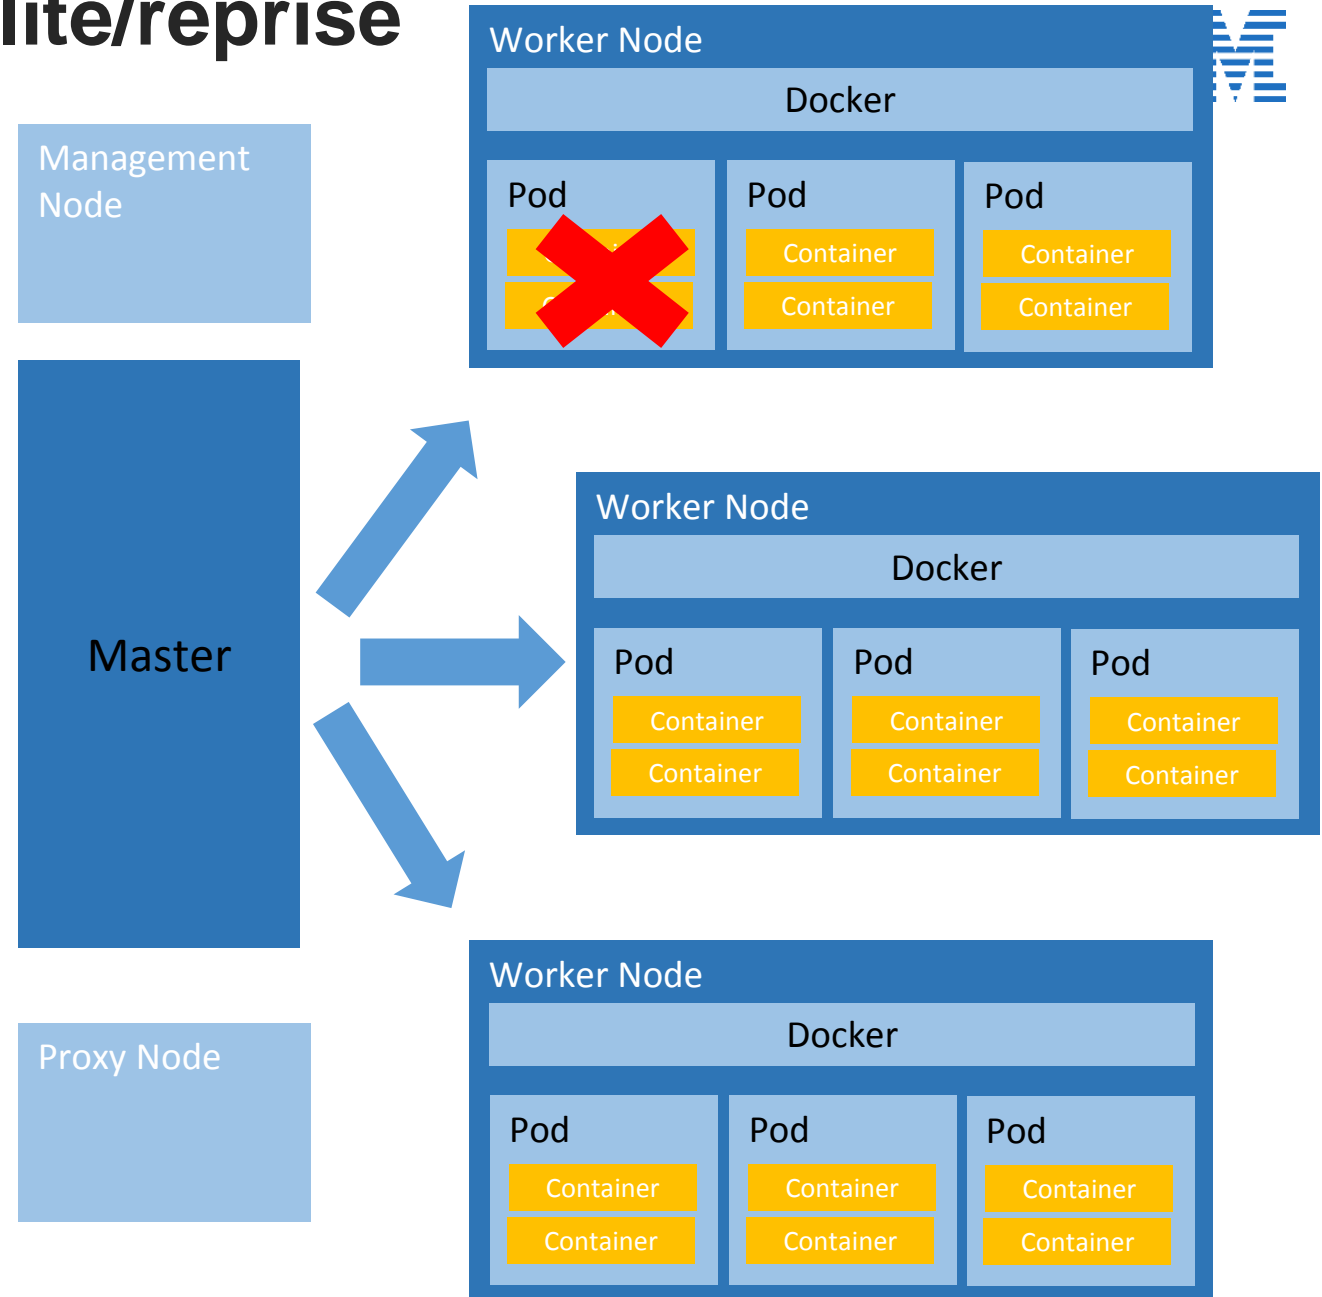 lite/reprise
Worker Node
Docker
Management
Node
Pod
Pod
Pod
Container
Container
Container
Container
Master
Worker Node
Docker
Pod
Pod
Pod
Container
Container
Container
Container
Container
Container
Proxy Node
Worker Node
Docker
Pod
Pod
Pod
Container
Container
Container
Container
Container
Container